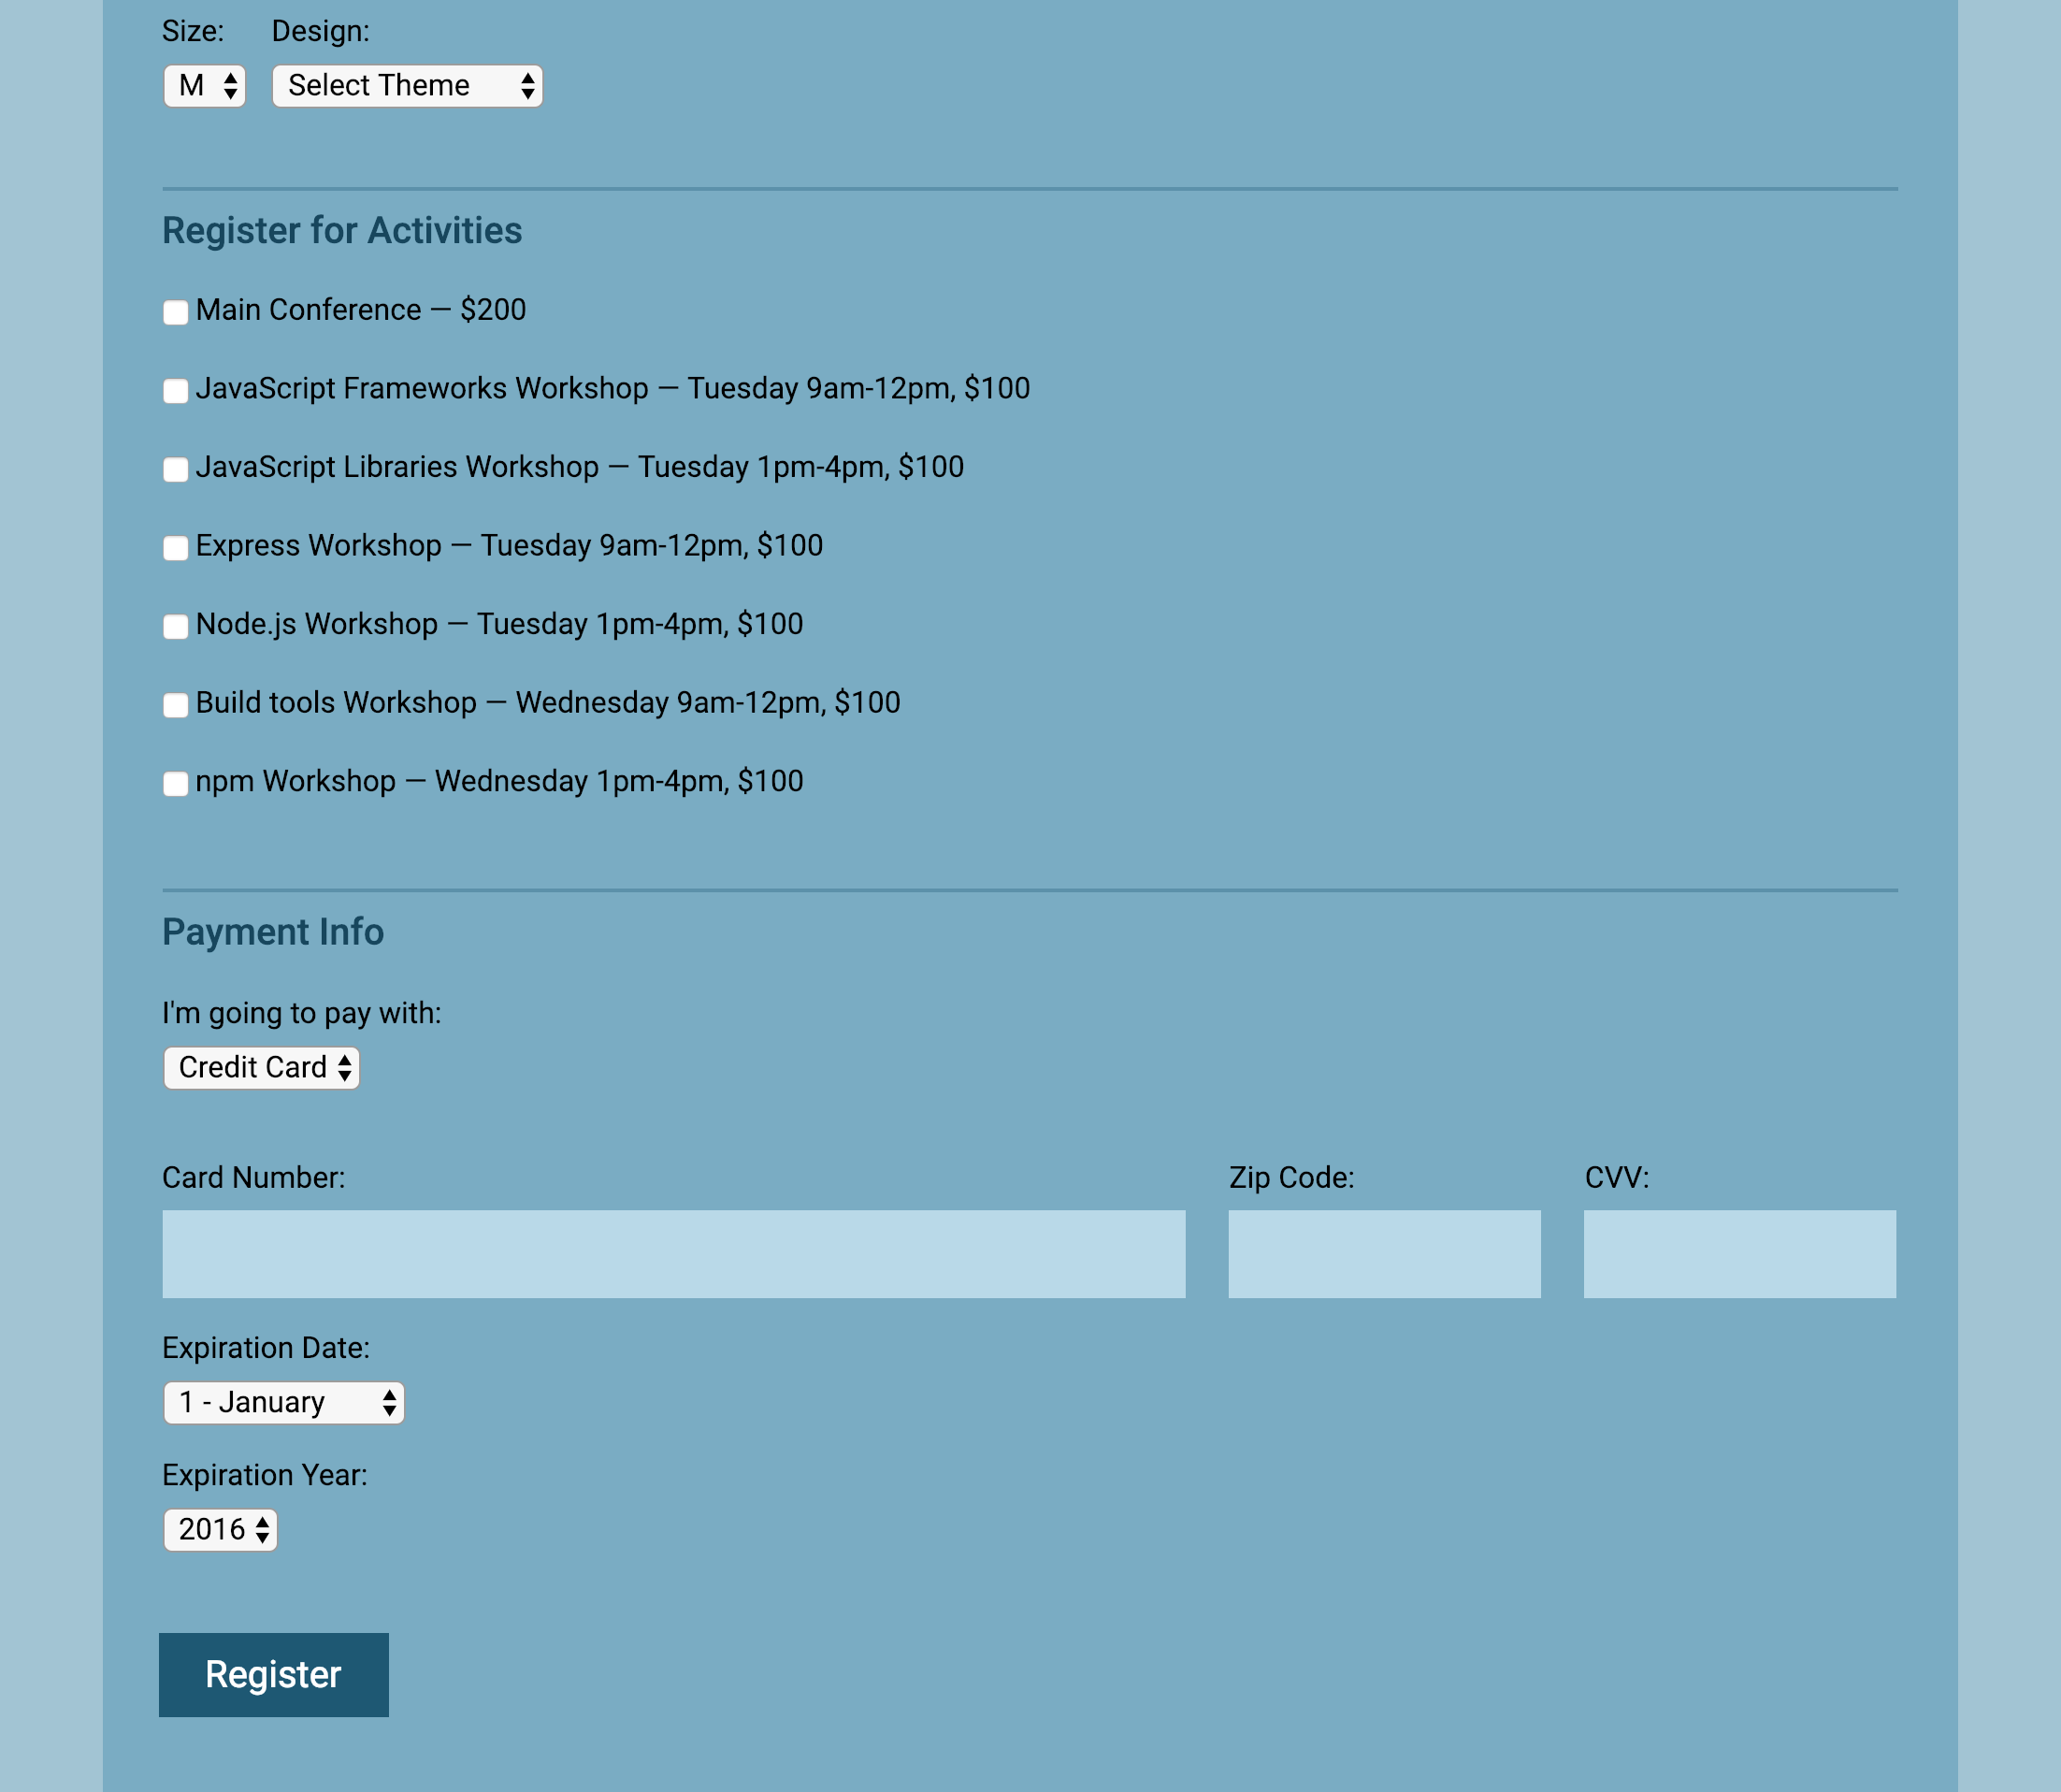 Size: Design:
M Select Theme
Register for Activities
Main Conference — $200
JavaScript Frameworks Workshop — Tuesday 9am-12pm, $100
JavaScript Libraries Workshop — Tuesday 1pm-4pm, $100
Express Workshop — Tuesday 9am-12pm, $100
Node.js Workshop — Tuesday 1pm-4pm, $100
Build tools Workshop — Wednesday 9am-12pm, $100
npm Workshop — Wednesday 1pm-4pm, $100
Payment Info
I'm going to pay with:
Credit Card
Card Number: Zip Code: CVV:
Expiration Date:
1 - January
Expiration Year:
2016
Register